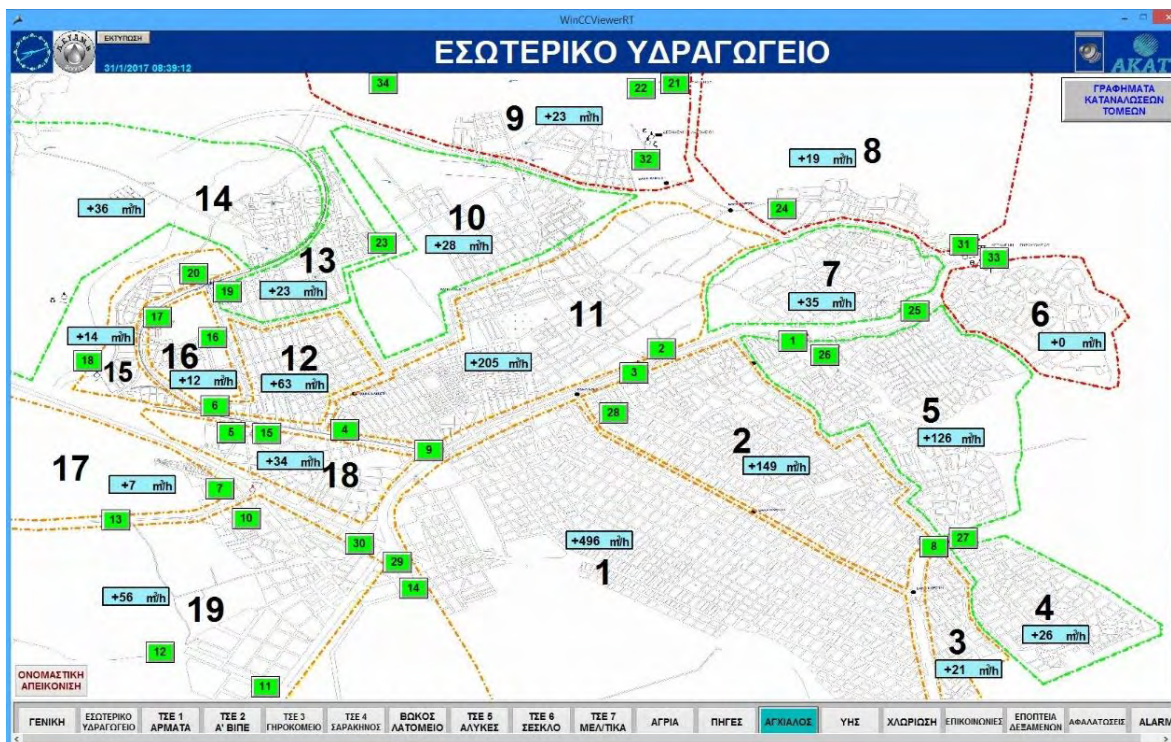 WinCCViewerRT
ΕΚΤΥΠΩΣΗ
31/1/2017 08:39:12
ΕΣΩΤΕΡΙΚΟ ΥΔΡΑΓΩΓΕΙΟ
ΑΚΑΤ
ΓΡΑΦΗΜΑΤΑ
ΚΑΤΑΝΑΛΩΣΕΩΝ
ΤΟΜΕΩΝ
34
22
21
9
+23 m³/h
32
+19 m³/h
8
14
+36 m³/h
10
+28 m³/h
24
23
13
+23 m³/h
31
33
20
19
7
+35 m³/h
25
6
+0 m³/h
17
16
11
+14 m³/h
18
15
16
+12 m³/h
12
+63 m³/h
+205 m³/h
2
1
26
3
6
5
15
4
9
28
2
+149 m³/h
5
+126 m³/h
+34 m³/h
18
17
+7 m³/h
7
13
10
30
29
14
+496 m³/h
1
8
27
+56 m³/h
19
4
+26 m³/h
3
+21 m³/h
12
11
ΟΝΟΜΑΣΤΙΚΗ
ΑΠΕΙΚΟΝΙΣΗ
ΓΕΝΙΚΗ
ΕΣΩΤΕΡΙΚΟ
ΥΔΡΑΓΩΓΕΙΟ
ΤΣΕ 1
ΑΡΜΑΤΑ
ΤΣΕ 2
Α' ΒΙΠΕ
ΤΣΕ 3
ΓΗΡΟΚΟΜΕΙΟ
ΤΣΕ 4
ΣΑΡΑΚΗΝΟΣ
ΒΩΚΟΣ
ΛΑΤΟΜΕΙΟ
ΤΣΕ 5
ΑΛΥΚΕΣ
ΤΣΕ 6
ΣΕΣΚΛΟ
ΤΣΕ 7
ΜΕΛ/ΤΙΚΑ
ΑΓΡΙΑ
ΠΗΓΕΣ
ΑΓΧΙΑΛΟΣ
ΥΗΣ
ΧΛΩΡΙΩΣΗ
ΕΠΙΚΟΙΝΩΝΙΕΣ
ΕΠΟΠΤΕΙΑ
ΔΕΞΑΜΕΝΩΝ
ΑΦΑΛΑΤΩΣΕΙΣ
ALARM